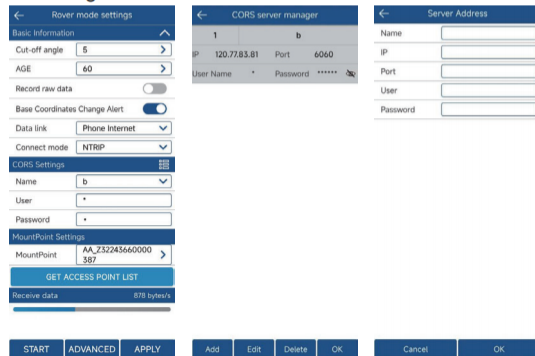 Rover mode settings
Basic Information
Cut-off angle 5
AGE 60
Record raw data
Base Coordinates Change Alert
Data link Phone Internet
Connect mode NTRIP
CORS Settings
Name b
User *
Password •
MountPoint Settings
MountPoint AA_Z32243660000
387
GET ACCESS POINT LIST
Receive data 878 bytes/s
START ADVANCED APPLY
CORS server manager
1 b
IP 120.77.83.81 Port 6060
User Name * Password ******
Add Edit Delete OK
Server Address
Name
IP
Port
User
Password
Cancel OK